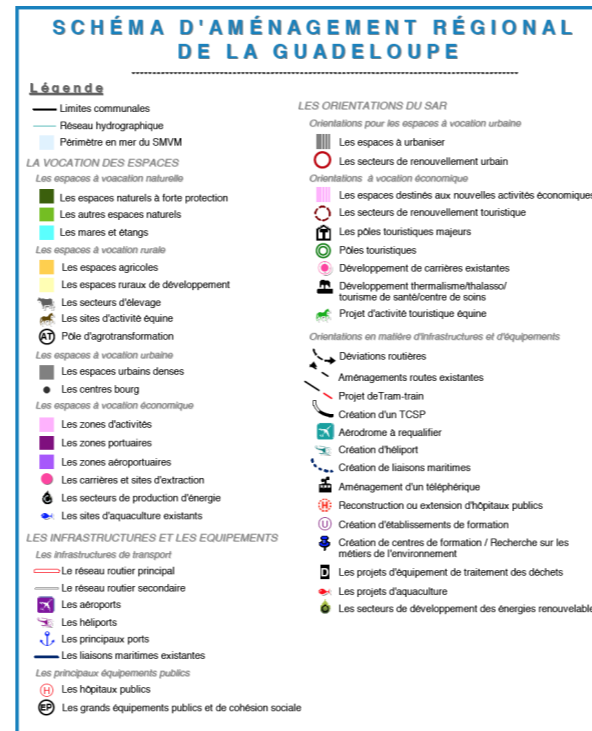 SCHÉMA D'AMÉNAGEMENT RÉGIONAL
DE LA GUADELOUPE
Légende
Limites communales
Réseau hydrographique
Périmètre en mer du SMVM
LA VOCATION DES ESPACES
Les espaces à voacation naturelle
Les espaces naturels à forte protection
Les autres espaces naturels
Les mares et étangs
Les espaces à vocation rurale
Les espaces agricoles
Les espaces ruraux de développement
Les secteurs d'élevage
Les sites d'activité équine
AT Pôle d'agrotransformation
Les espaces à vocation urbaine
Les espaces urbains denses
Les centres bourg
Les espaces à vocation économique
Les zones d'activités
Les zones portuaires
Les zones aéroportuaires
Les carrières et sites d'extraction
Les secteurs de production d'énergie
Les sites d'aquaculture existants
LES INFRASTRUCTURES ET LES EQUIPEMENTS
Les infrastructures de transport
Le réseau routier principal
Le réseau routier secondaire
Les aéroports
Les héliports
Les principaux ports
Les liaisons maritimes existantes
Les principaux équipements publics
H Les hôpitaux publics
EP Les grands équipements publics et de cohésion sociale
LES ORIENTATIONS DU SAR
Orientations pour les espaces à vocation urbaine
Les espaces à urbaniser
Les secteurs de renouvellement urbain
Orientations à vocation économique
Les espaces destinés aux nouvelles activités économiques
Les secteurs de renouvellement touristique
Les pôles touristiques majeurs
Pôles touristiques
Développement de carrières existantes
Développement thermalisme/thalasso/
tourisme de santé/centre de soins
Projet d'activité touristique équine
Orientations en matière d'infrastructures et d'équipements
Déviations routières
Aménagements routes existantes
Projet deTram-train
Création d'un TCSP
Aérodrome à requalifier
Création d'héliport
Création de liaisons maritimes
Aménagement d'un téléphérique
H Reconstruction ou extension d'hôpitaux publics
U Création d'établissements de formation
Création de centres de formation / Recherche sur les
métiers de l'environnement
D Les projets d'équipement de traitement des déchets
Les projets d'aquaculture
Les secteurs de développement des énergies renouvelable